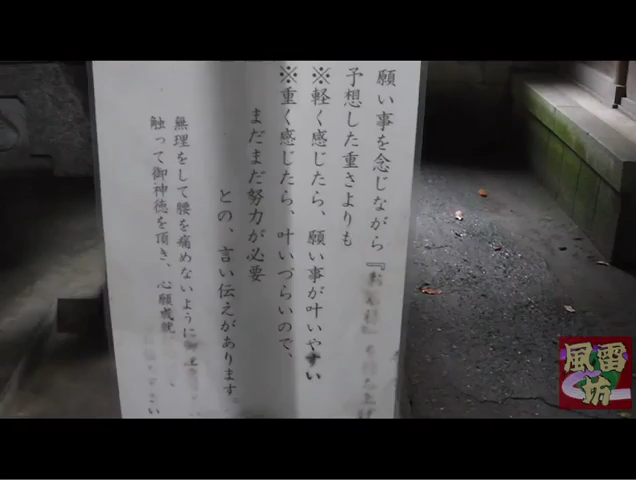 願い事を念じながら『
予想した重さよりも
※軽く感じたら、願い事が叶いやすい
※重く感じたら、叶いづらいので、
まだまだ努力が必要
との、言い伝えがあります。
無理をして腰を痛めないように
触って御神徳を頂き、心願成就
風雷坊